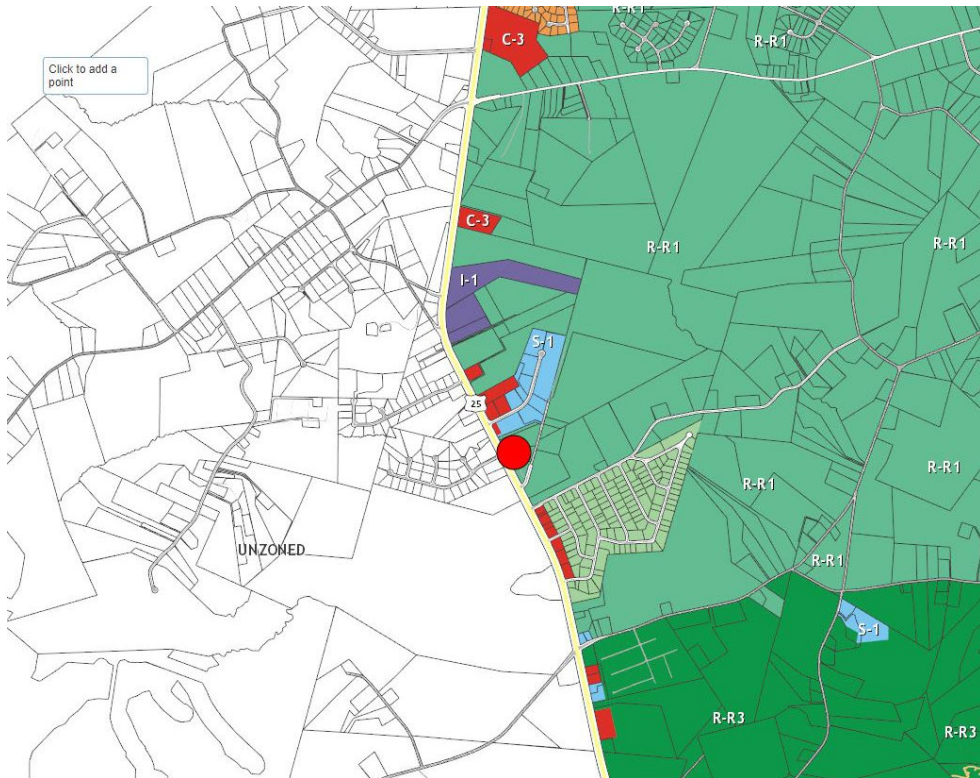 R-R1
C-3
R-R1
Click to add a
point
C-3
R-R1
R-R1
I-1
S-1
25
R-R1
R-R1
UNZONED
R-R1
S-1
R-R3
R-R3